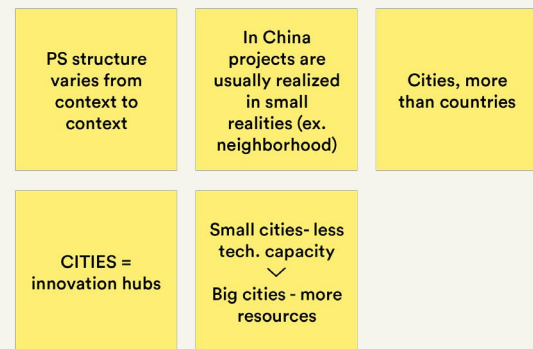 PS structure
varies from
context to
context
In China
projects are
usually realized
in small
realities (ex.
neighborhood)
Cities, more
than countries
CITIES =
innovation hubs
Small cities- less
tech. capacity
Big cities - more
resources